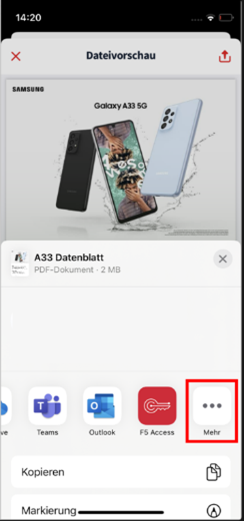 14:20
Dateivorschau
SAMSUNG
Galaxy A33 5G
A33 Datenblatt
PDF-Dokument · 2 MB
ve
Teams
Outlook
F5 Access
Mehr
Kopieren
Markierung